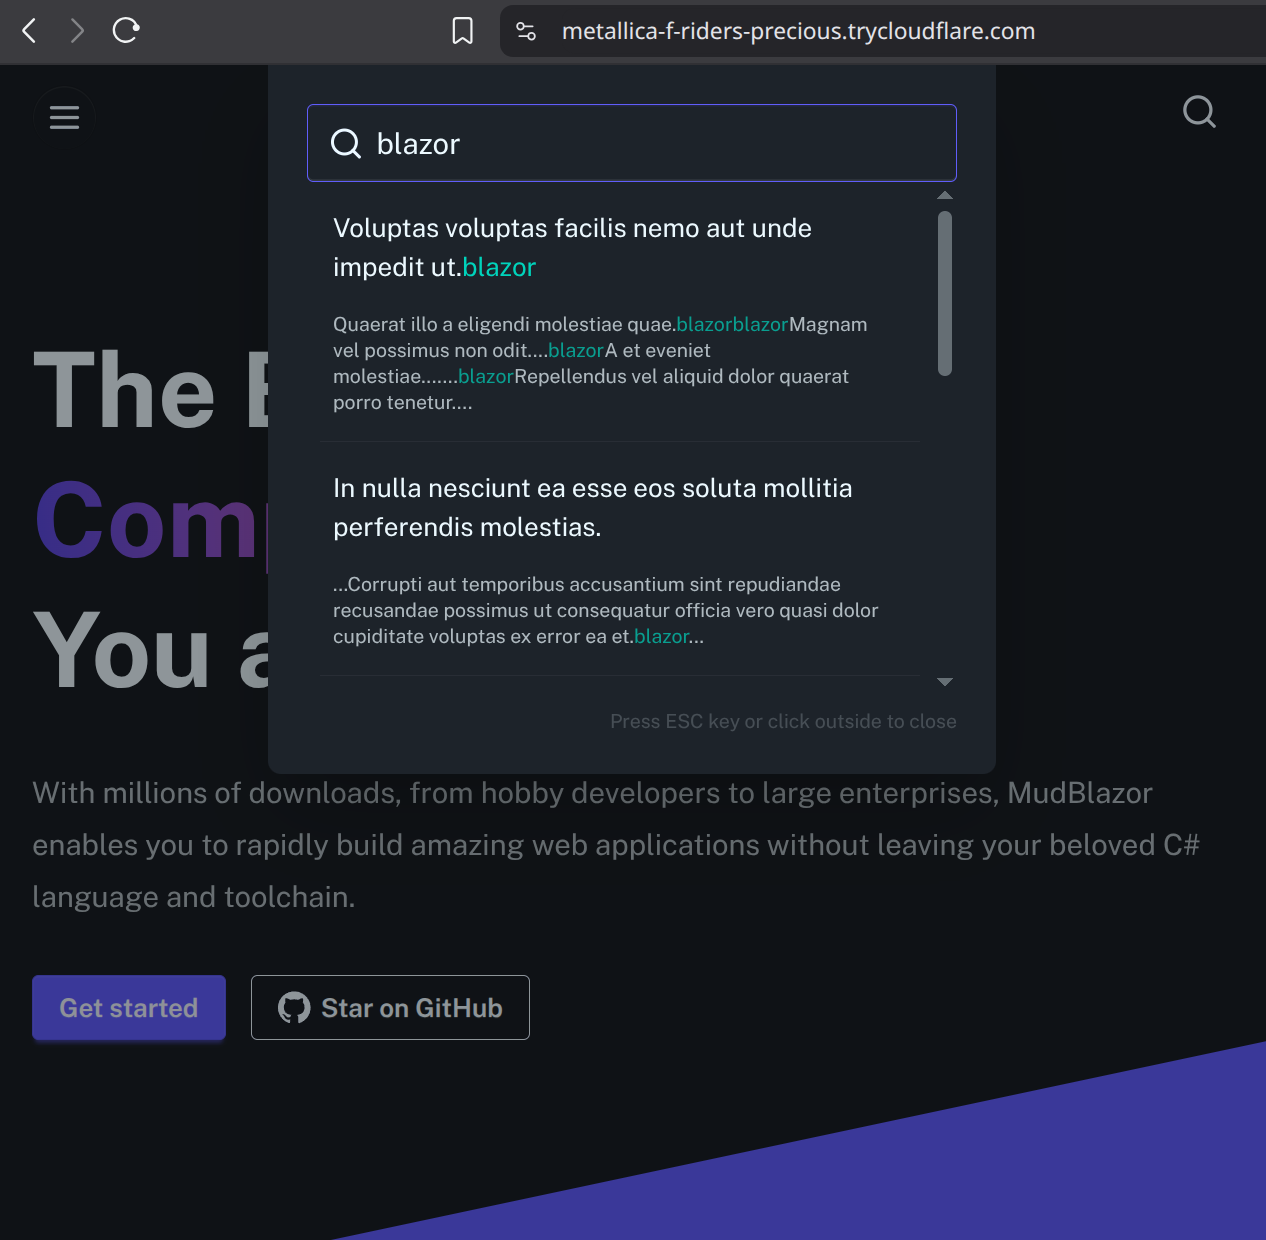 metallica-f-riders-precious.trycloudflare.com
blazor
Voluptas voluptas facilis nemo aut unde
impedit ut.blazor
Quaerat illo a eligendi molestiae quae.blazorblazorMagnam
vel possimus non odit....blazorA et eveniet
molestiae.......blazorRepellendus vel aliquid dolor quaerat
porro tenetur....
In nulla nesciunt ea esse eos soluta mollitia
perferendis molestias.
...Corrupti aut temporibus accusantium sint repudiandae
recusandae possimus ut consequatur officia vero quasi dolor
cupiditate voluptas ex error ea et.blazor...
Press ESC key or click outside to close
The
You
With millions of downloads, from hobby developers to large enterprises, MudBlazor
enables you to rapidly build amazing web applications without leaving your beloved C#
language and toolchain.
Get started
Star on GitHub